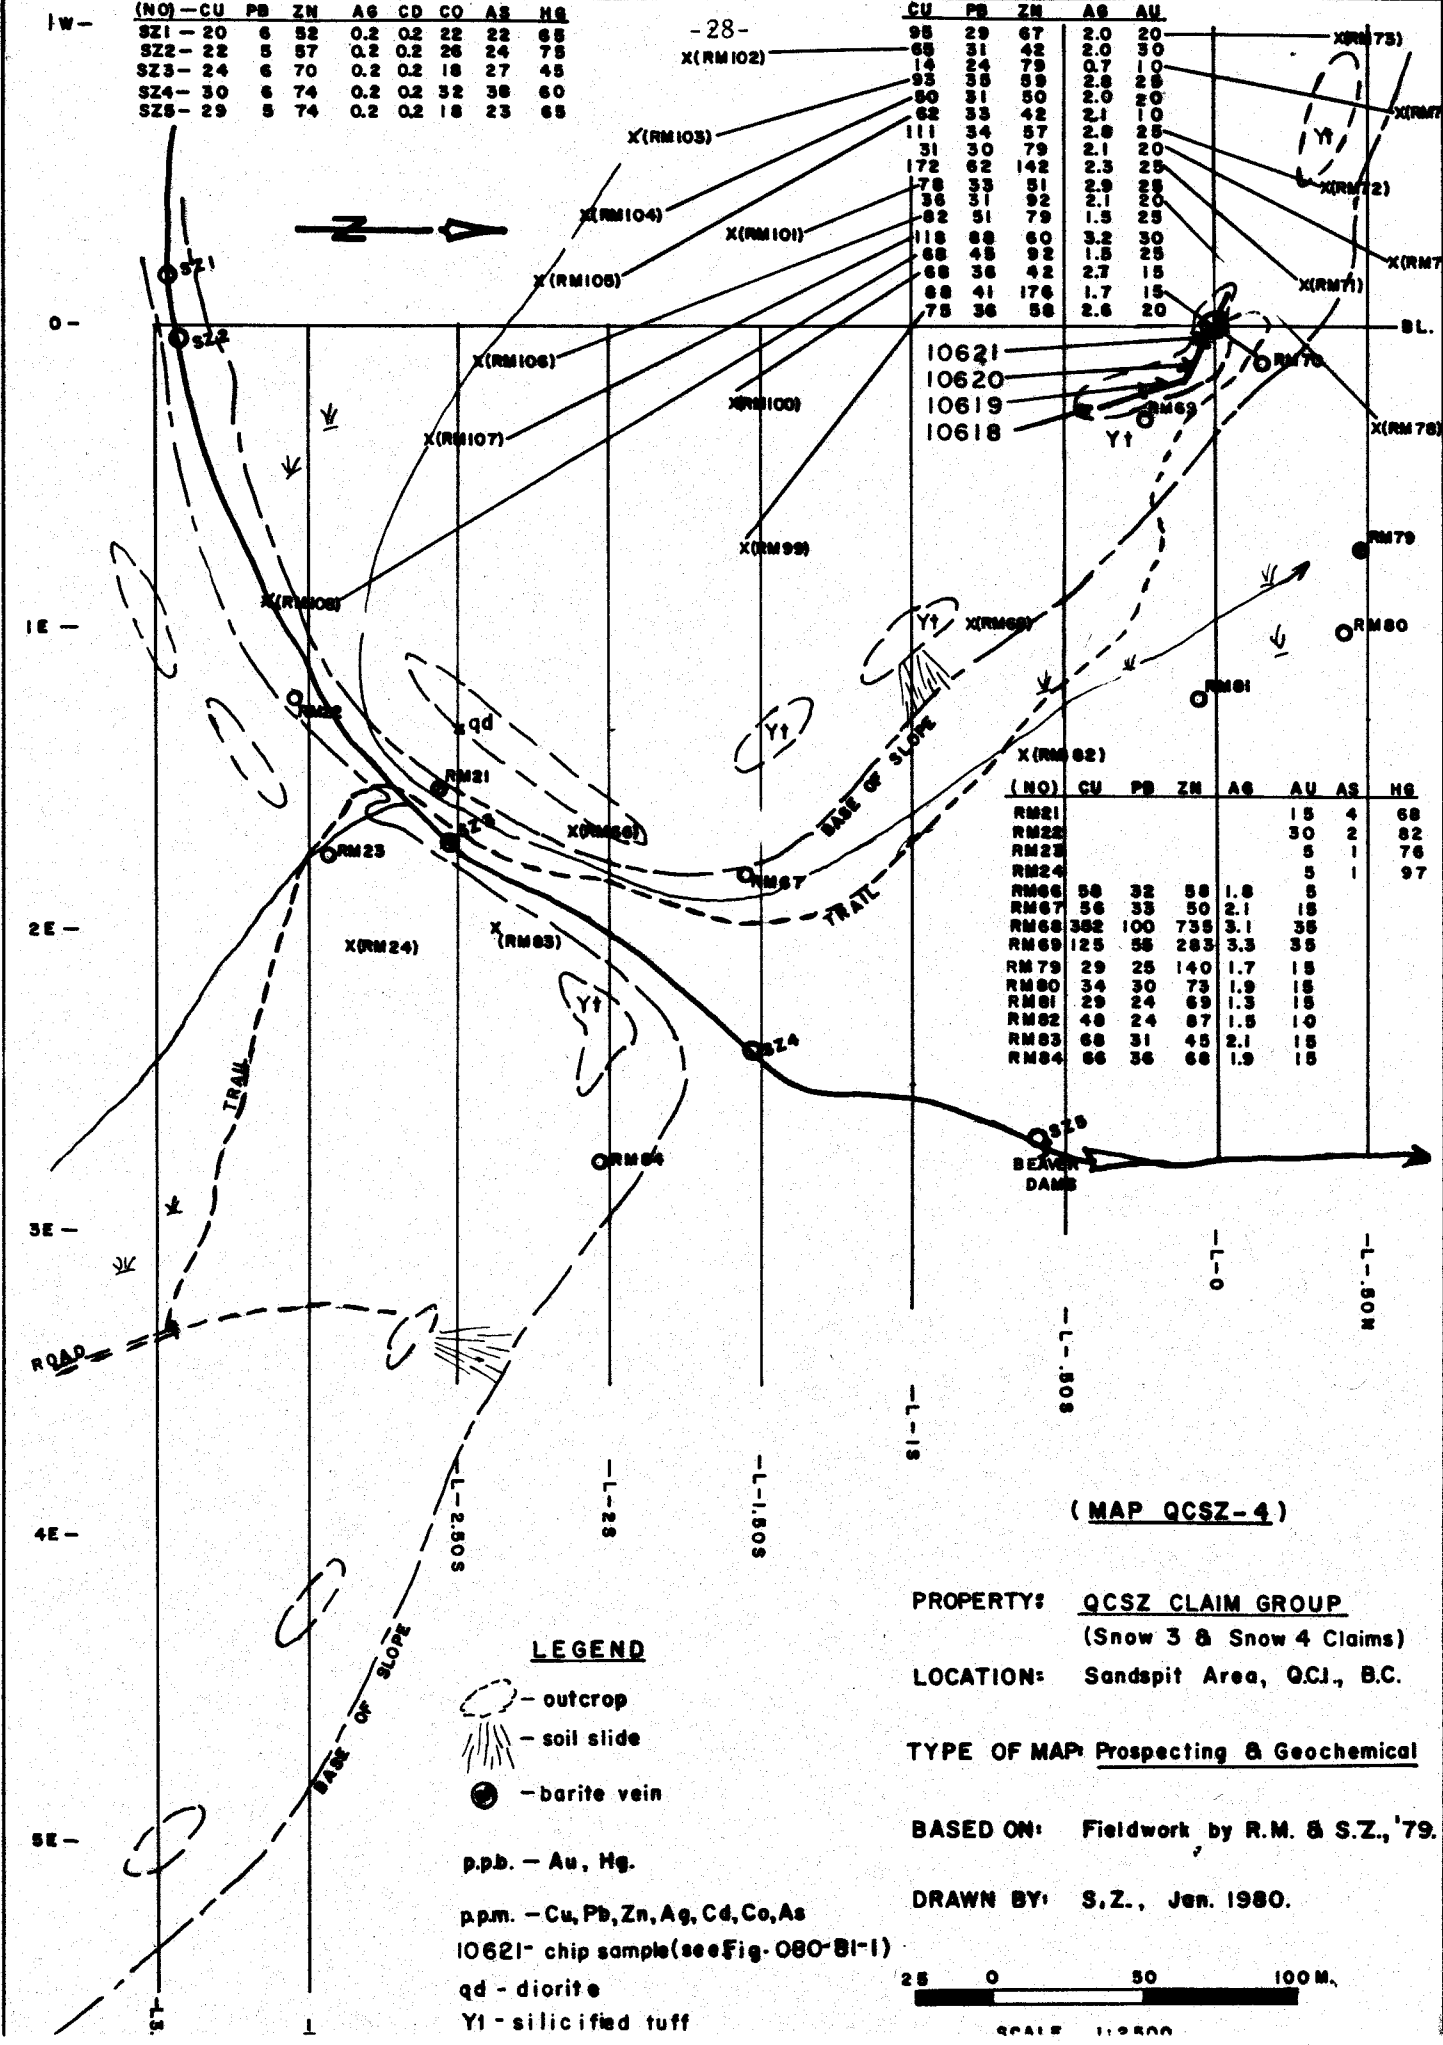 -28-
1W-
(NO)-CU PB ZN AG CD CO AS HG
SZ1-20 6 52 0.2 0.2 22 22 65
SZ2-22 5 57 0.2 0.2 26 24 75
SZ3-24 6 70 0.2 0.2 18 27 45
SZ4-30 6 74 0.2 0.2 32 38 60
SZ5-29 5 74 0.2 0.2 18 23 65
CU PB ZN AG AU
95 29 67 2.0 20
65 31 42 2.0 30
14 24 79 0.7 10
93 35 59 2.8 25
50 31 50 2.0 20
62 33 42 2.1 10
111 34 57 2.8 25
31 30 79 2.1 20
172 62 142 2.3 25
78 33 51 2.9 25
36 31 92 2.1 20
82 51 79 1.5 25
118 88 60 3.2 30
68 45 92 1.5 25
68 36 42 2.7 15
88 41 176 1.7 15
75 36 58 2.6 20
X(RM102)
X(RM73)
X(RM7
X(RM103)
Yt
X(RM72)
X(RM104)
X(RM101)
X(RM7
X(RM105)
X(RM71)
N
SZ1
0-
BL.
SZ2
X(RM106)
10621
10620
10619
10618
RM70
RM69
Yt
X(RM100)
X(RM107)
X(RM78)
X(RM99)
RM79
X(RM108)
1E-
Yt
X(RM68)
RM80
RM22
qd
Yt
RM81
BASE OF SLOPE
X(RM82)
RM21
SZ3
X(RM66)
RM23
RM67
TRAIL
(NO) CU PB ZN AG AU AS HG
RM21 15 4 68
RM22 30 2 82
RM23 5 1 76
RM24 5 1 97
RM66 58 32 58 1.8 5
RM67 56 33 50 2.1 15
RM68 352 100 735 3.1 35
RM69 125 55 283 3.3 35
RM79 29 25 140 1.7 15
RM80 34 30 73 1.9 15
RM81 29 24 69 1.3 15
RM82 48 24 87 1.5 10
RM83 68 31 45 2.1 15
RM84 66 36 68 1.9 15
2E-
X(RM24)
X
(RM83)
Yt
SZ4
TRAIL
RM84
SZ5
BEAVER
DAMS
3E-
ROAD
-L-0
-L-.50N
-L-.50S
-L-1S
-L-1.50S
-L-2S
-L-2.50S
4E-
BASE OF SLOPE
5E-
-L3.
(MAP QCSZ-4)
PROPERTY: QCSZ CLAIM GROUP
(Snow 3 & Snow 4 Claims)
LOCATION: Sandspit Area, Q.C.I., B.C.
TYPE OF MAP: Prospecting & Geochemical
BASED ON: Fieldwork by R.M. & S.Z., '79.
DRAWN BY: S.Z., Jan. 1980.
25 0 50 100 M.
SCALE 1:2500
LEGEND
- outcrop
- soil slide
- barite vein
p.p.b. - Au, Hg.
p.p.m. - Cu, Pb, Zn, Ag, Cd, Co, As
10621- chip sample (see Fig. 080-81-1)
qd - diorite
Yt - silicified tuff